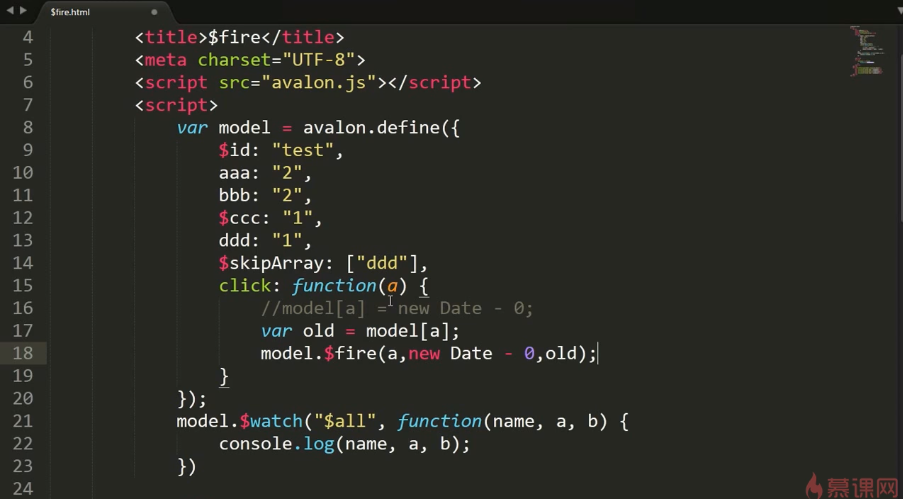 $fire.html
4 <title>$fire</title>
5 <meta charset="UTF-8">
6 <script src="avalon.js"></script>
7 <script>
8 var model = avalon.define({
9 $id: "test",
10 aaa: "2",
11 bbb: "2",
12 $ccc: "1",
13 ddd: "1",
14 $skipArray: ["ddd"],
15 click: function(a) {
16 //model[a] = new Date - 0;
17 var old = model[a];
18 model.$fire(a,new Date - 0,old);
19 }
20 });
21 model.$watch("$all", function(name, a, b) {
22 console.log(name, a, b);
23 })
24
慕课网